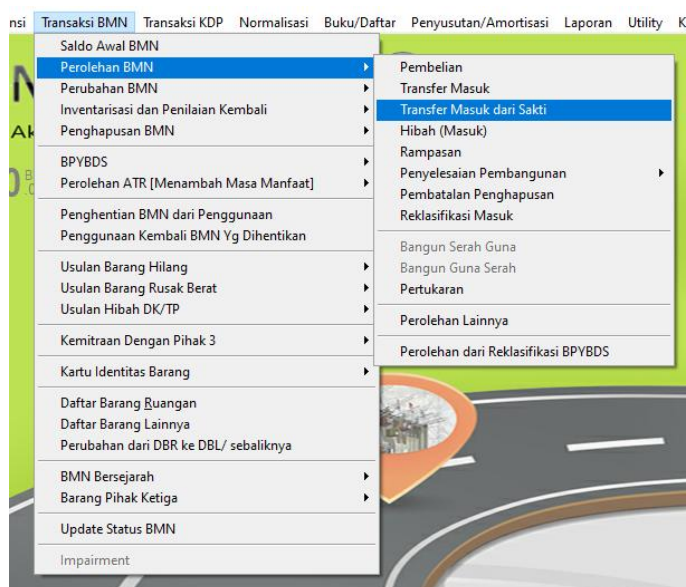 nsi Transaksi BMN Transaksi KDP Normalisasi Buku/Daftar Penyusutan/Amortisasi Laporan Utility K
Saldo Awal BMN
Perolehan BMN
Perubahan BMN
Inventarisasi dan Penilaian Kembali
Penghapusan BMN
BPYBDS
Perolehan ATR [Menambah Masa Manfaat]
Penghentian BMN dari Penggunaan
Penggunaan Kembali BMN Yg Dihentikan
Usulan Barang Hilang
Usulan Barang Rusak Berat
Usulan Hibah DK/TP
Kemitraan Dengan Pihak 3
Kartu Identitas Barang
Daftar Barang Ruangan
Daftar Barang Lainnya
Perubahan dari DBR ke DBL/ sebaliknya
BMN Bersejarah
Barang Pihak Ketiga
Update Status BMN
Impairment
Pembelian
Transfer Masuk
Transfer Masuk dari Sakti
Hibah (Masuk)
Rampasan
Penyelesaian Pembangunan
Pembatalan Penghapusan
Reklasifikasi Masuk
Bangun Serah Guna
Bangun Guna Serah
Pertukaran
Perolehan Lainnya
Perolehan dari Reklasifikasi BPYBDS
Ak